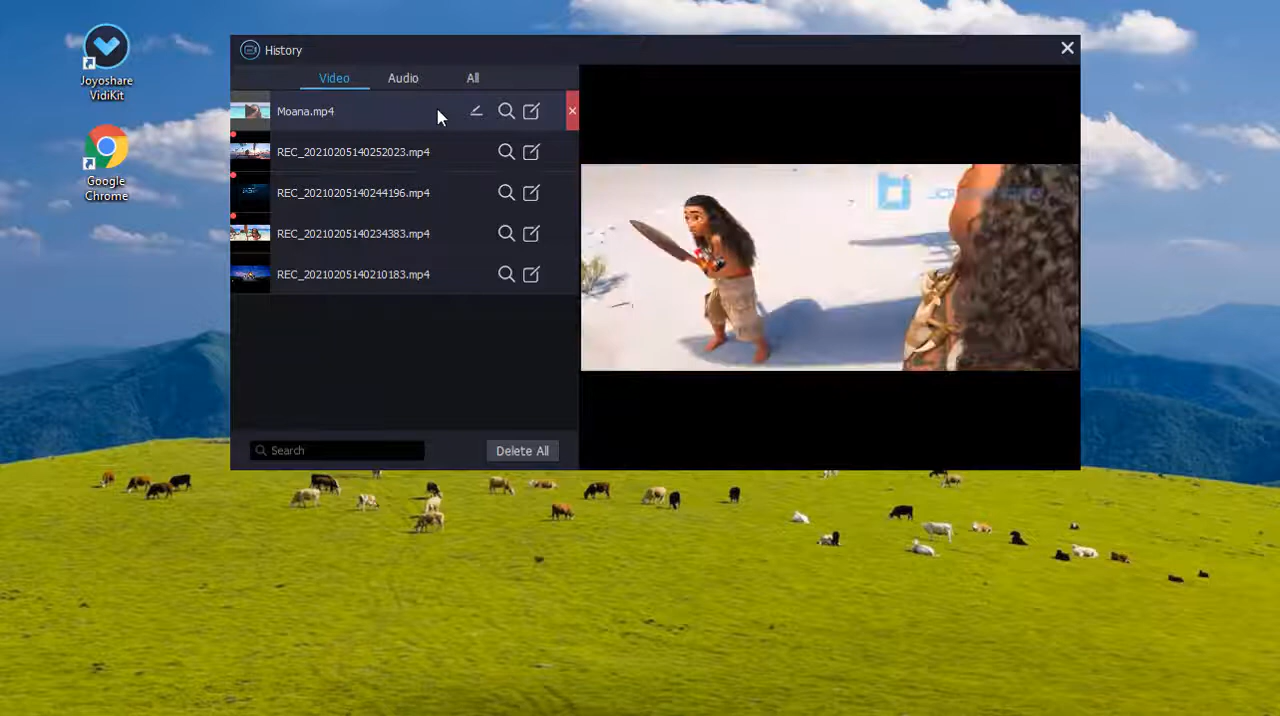 Joyoshare
VidiKit
Google
Chrome
History
Video
Audio
All
Moana.mp4
REC_20210205140252023.mp4
REC_20210205140244196.mp4
REC_20210205140234383.mp4
REC_20210205140210183.mp4
Search
Delete All